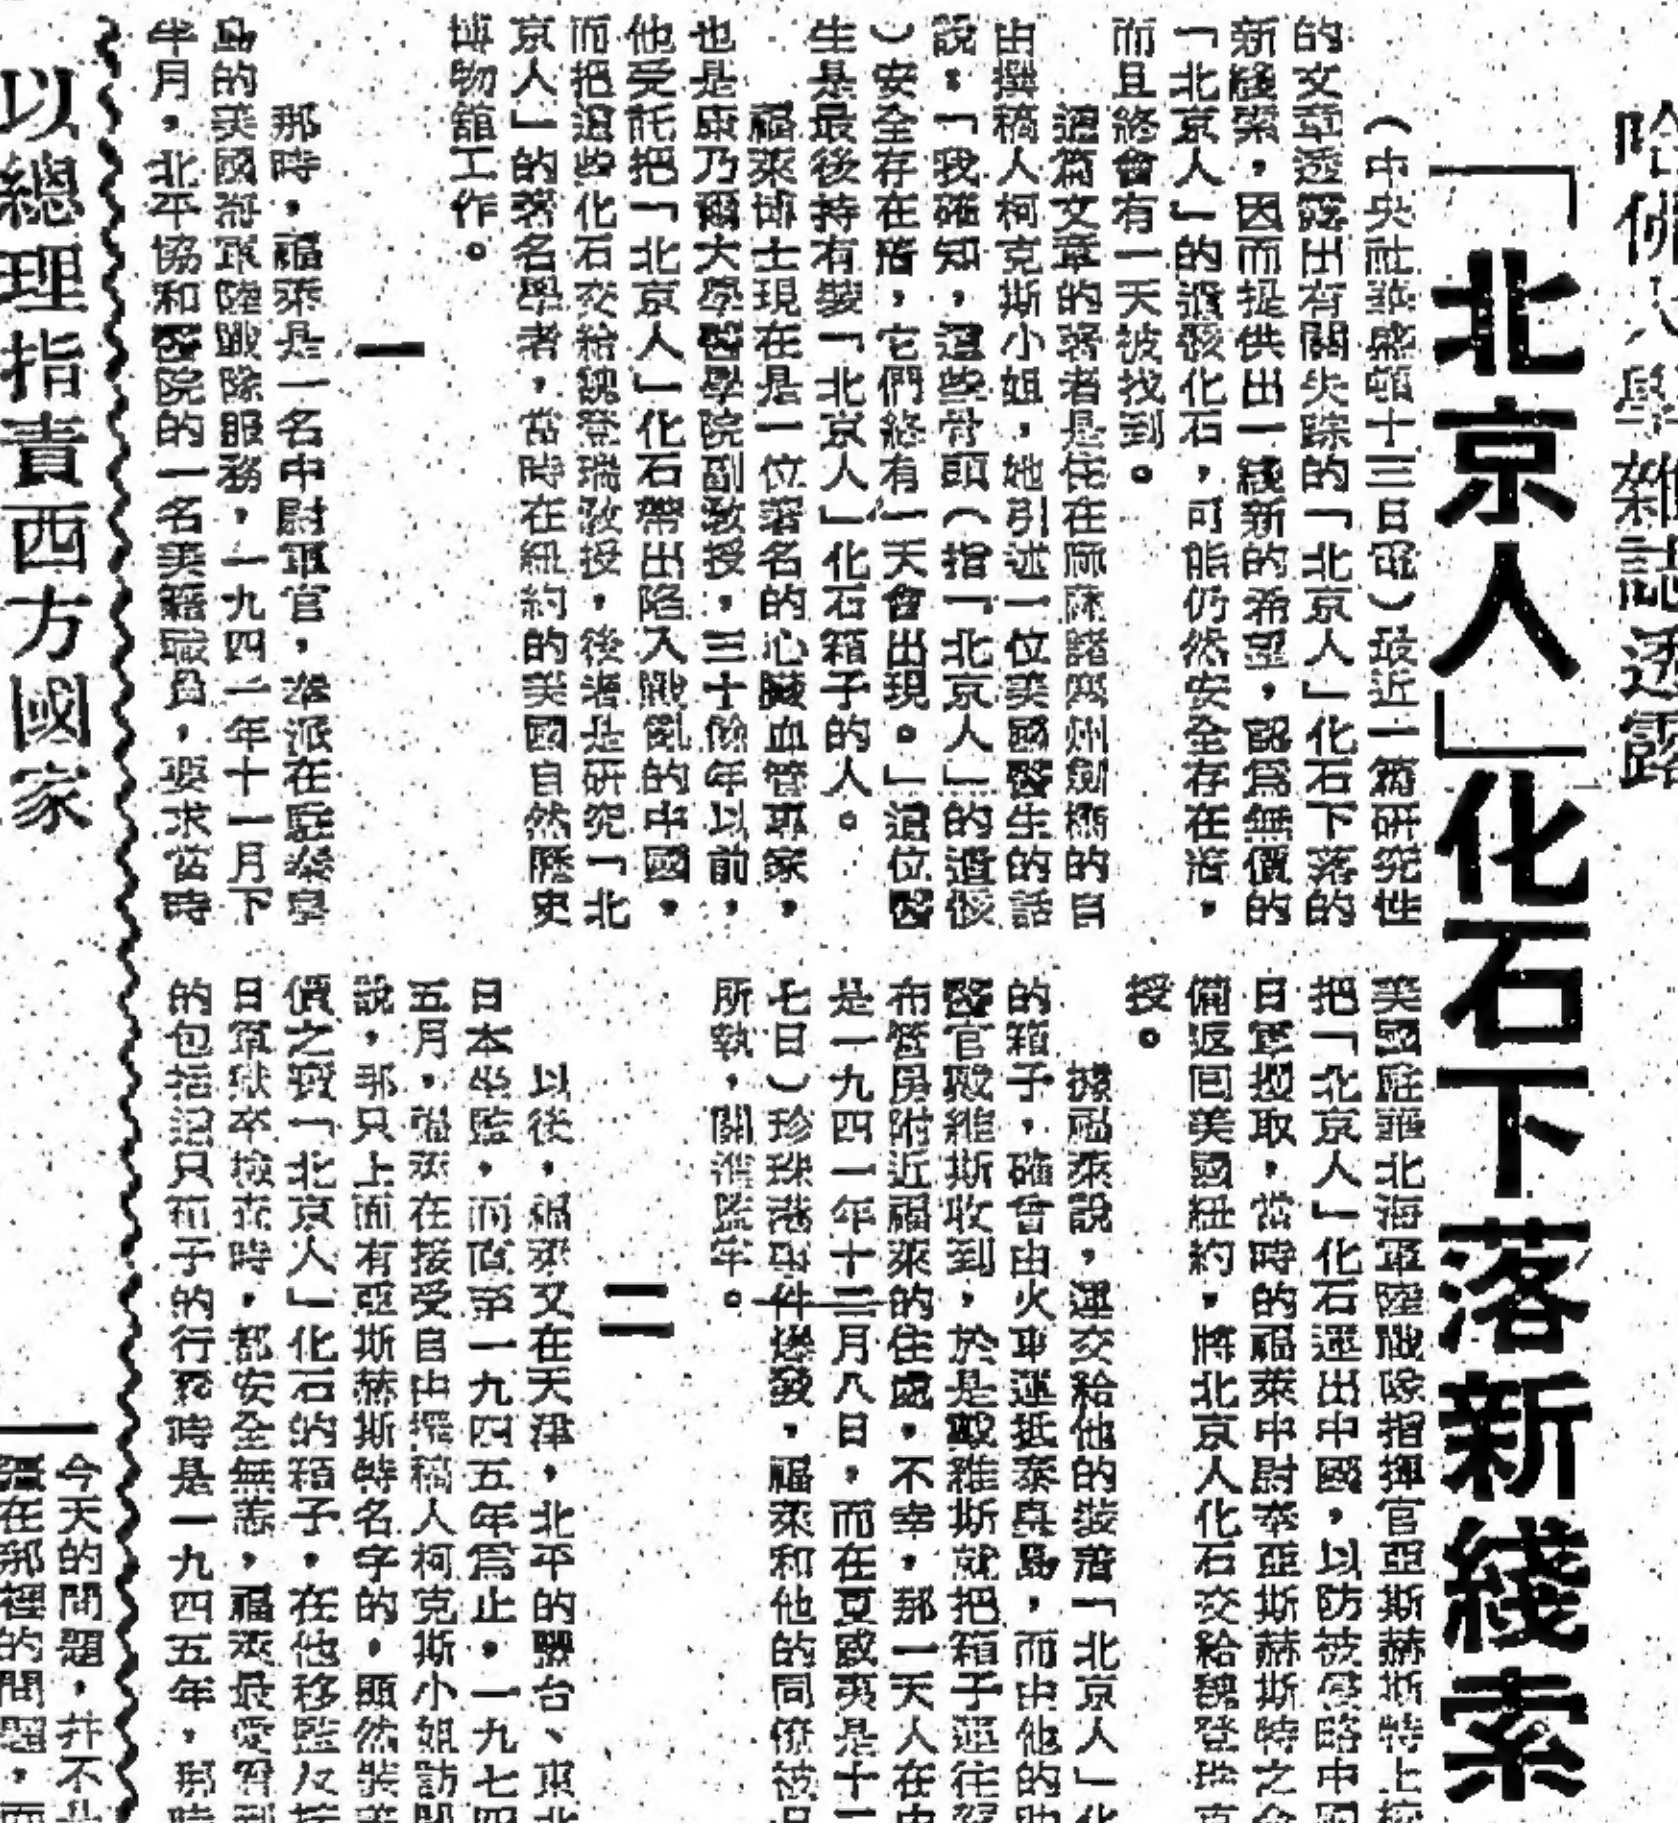 哈佛大學雜誌透露
「北京人」化石下落新綫索
（中央社華盛頓十三日電）最近一篇研究性
的文章透露出有關失踪的「北京人」化石下落的
新綫索，因而提供出一綫新的希望，認爲無價的
「北京人」的遺骸化石，可能仍然安全存在着，
而且終會有一天被找到。
這篇文章的著者是住在麻薩諸塞州劍橋的自
由撰稿人柯克斯小姐，她引述一位美國醫生的話
說：「我確知，這些骨頭（指「北京人」的遺骸
）安全存在着，它們終有一天會出現。」這位醫
生是最後持有裝「北京人」化石箱子的人。
福萊博士現在是一位著名的心臟血管專家，
也是康乃爾大學醫學院副教授，三十餘年以前，
他受託把「北京人」化石帶出陷入戰亂的中國，
而把這些化石交給魏登瑞敎授，後者是研究「北
京人」的著名學者，當時在紐約的美國自然歷史
博物館工作。
一
那時，福萊是一名中尉軍官，奉派在駐秦皇
島的美國海軍陸戰隊服務，一九四一年十一月下
半月，北平協和醫院的一名美籍職員，要求當時
美國駐華北海軍陸戰隊指揮官亞斯赫斯特上校
把「北京人」化石運出中國，以防被侵略中國
日軍搜取，當時的福萊中尉奉亞斯赫斯特之命
備返回美國紐約，將北京人化石交給魏登瑞
授。
據福萊說，運交給他的裝着「北京人」化
的箱子，確曾由火車運抵秦皇島，而由他的助
醫官戴維斯收到，於是戴維斯就把箱子運往
布營房附近福萊的住處，不幸，那一天人在
是一九四一年十二月八日，而在夏威夷是十二
七日）珍珠港事件爆發，福萊和他的同僚被
所執，關進監牢。
二
以後，福萊又在天津，北平的豐台、東北
日本坐監，而直至一九四五年爲止，一九七四
五月，福萊在接受自由撰稿人柯克斯小姐訪問
說，那只上面有亞斯赫斯特名字的，顯然裝着
價之寶「北京人」化石的箱子，在他移監及
日軍獄卒檢查時，都安全無恙，福萊最後看到
的包括這只箱子的行李時是一九四五年，那時
以總理指責西方國家
今天的問題，并不
在那裡的問題，而